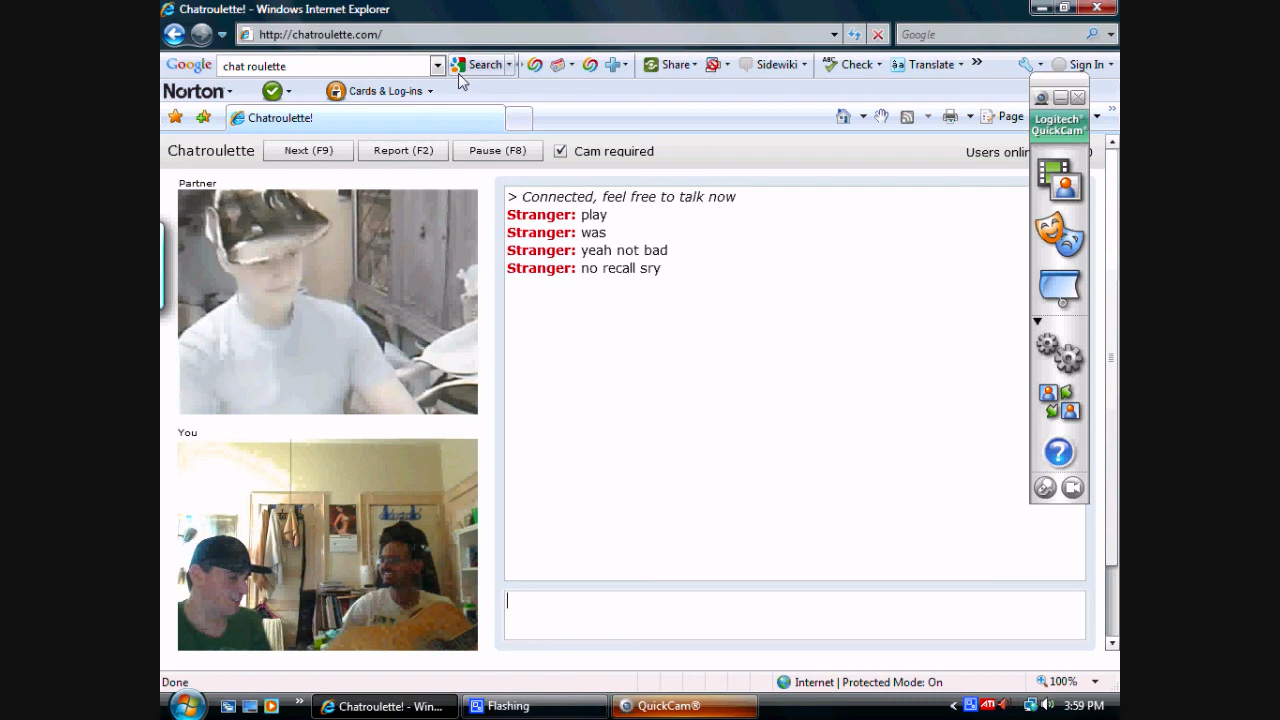 Chatroulette! - Windows Internet Explorer
http://chatroulette.com/
Google
Google
chat roulette
Search
Share
Sidewiki
Check
Translate
Sign In
Norton
Cards & Log-ins
Chatroulette!
Page
Logitech
QuickCam
Chatroulette
Next (F9)
Report (F2)
Pause (F8)
Cam required
Users onlin
Partner
> Connected, feel free to talk now
Stranger: play
Stranger: was
Stranger: yeah not bad
Stranger: no recall sry
You
Done
Internet | Protected Mode: On
100%
Chatroulette! - Win...
Flashing
QuickCam®
ATI
3:59 PM